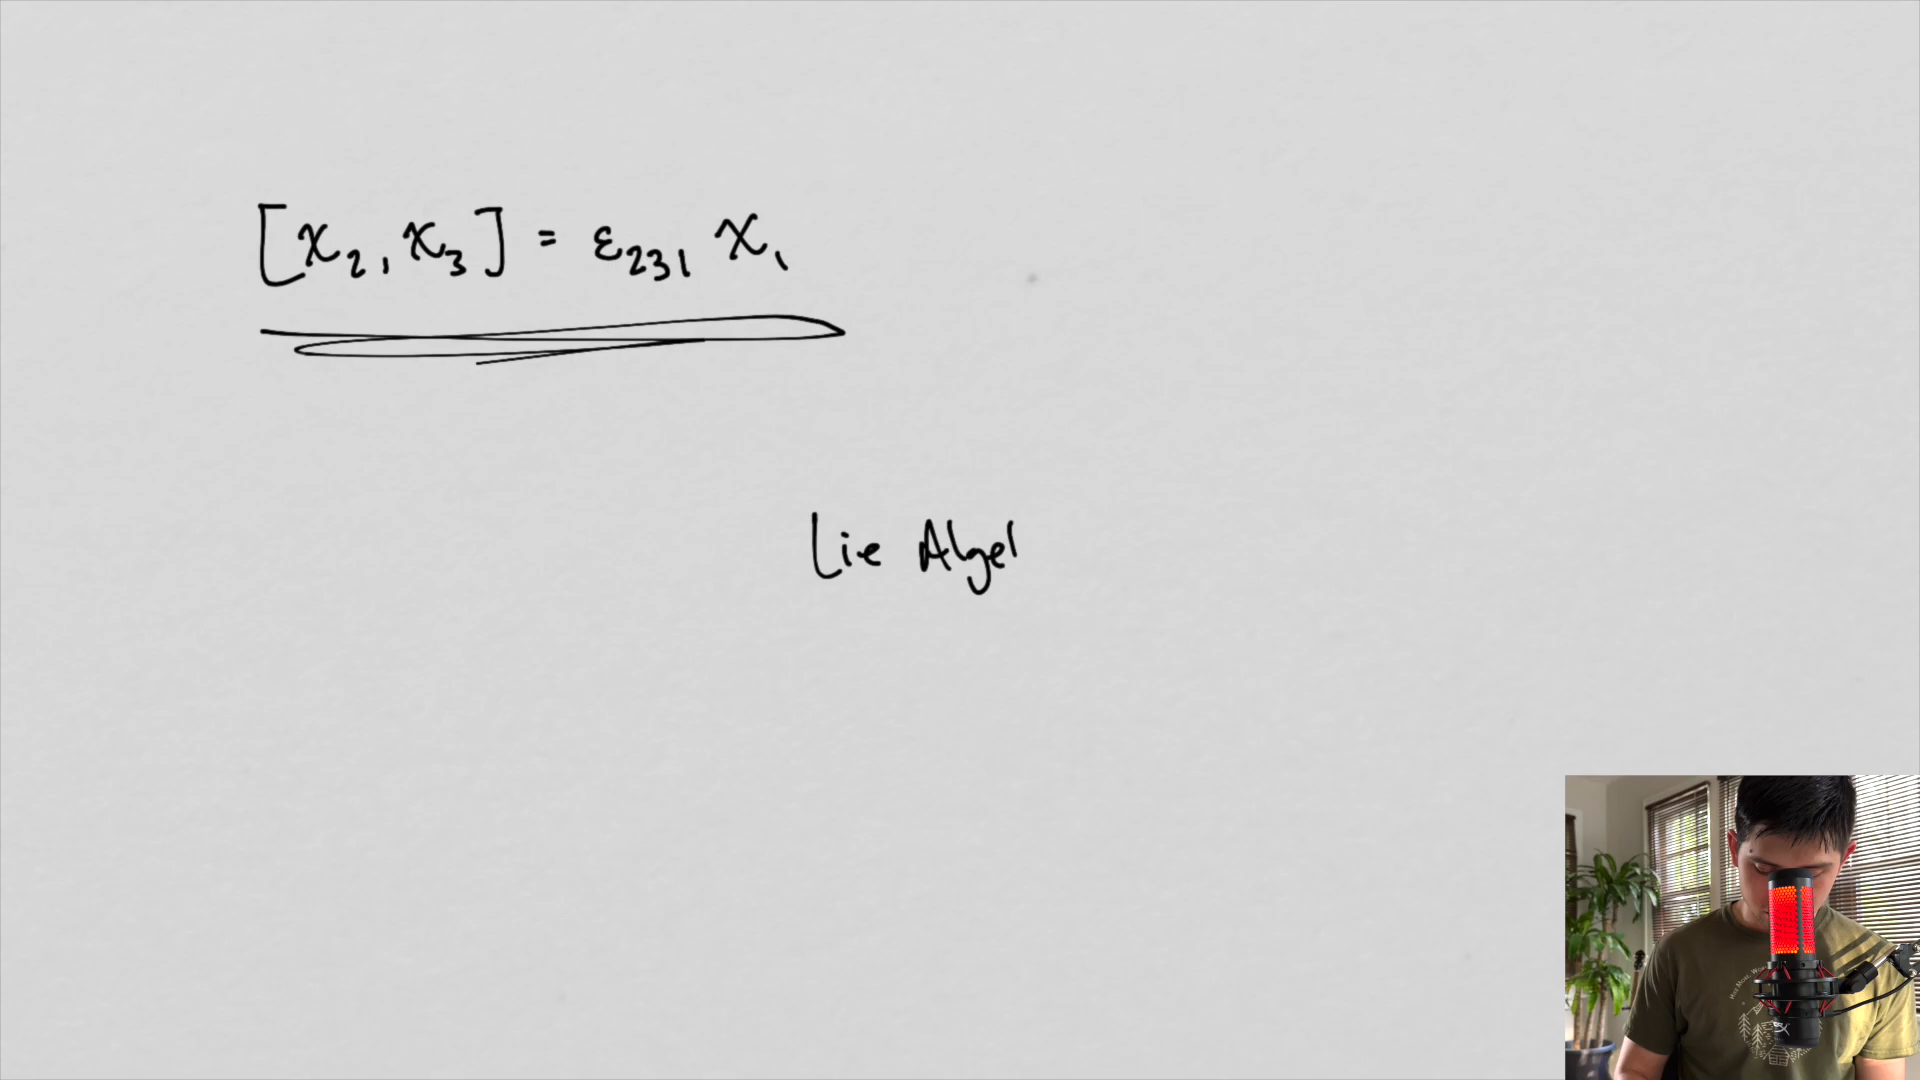 [x₂, x₃] = ε₂₃₁ x₁
Lie Algel